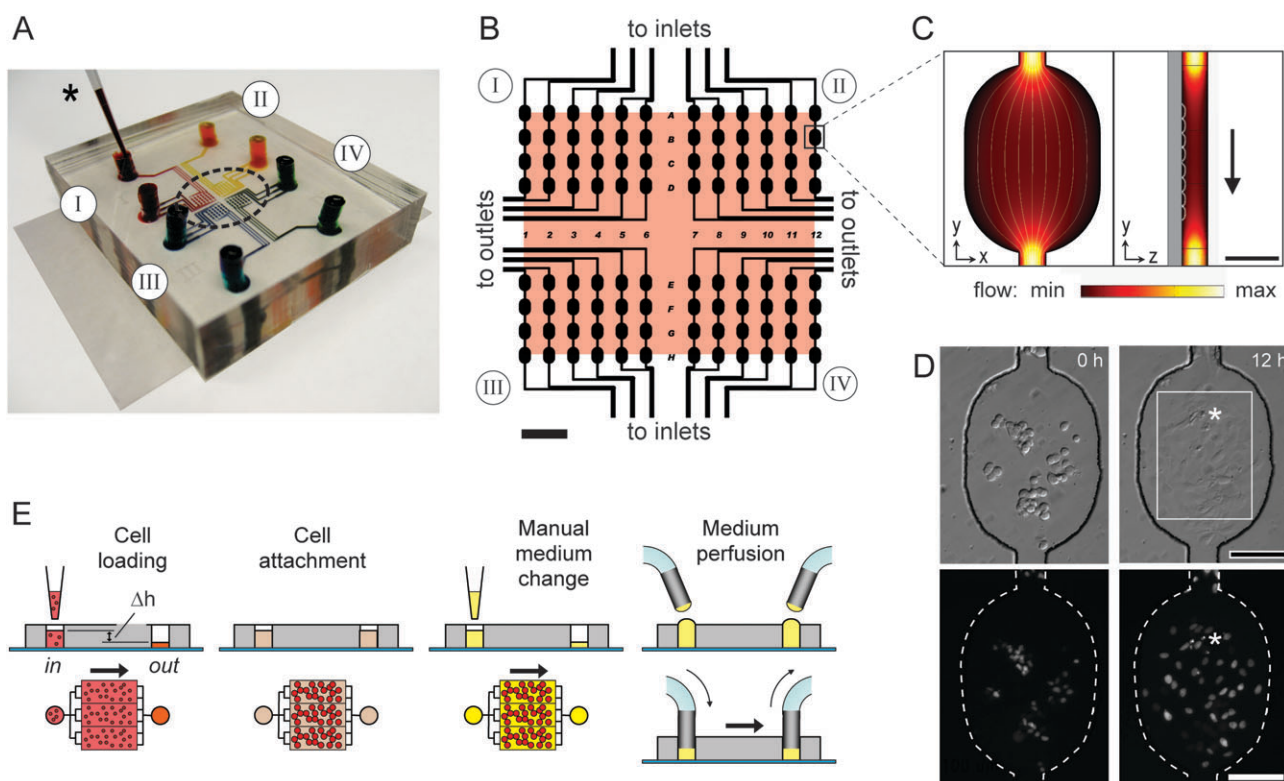 A
*
I
II
III
IV
B
to inlets
I
II
A
B
C
D
to outlets
to outlets
1 2 3 4 5 6 7 8 9 10 11 12
E
F
G
H
III
IV
to inlets
C
y
x
y
z
flow: min max
D
0 h
12 h
*
*
E
Cell loading
Δh
in
out
Cell attachment
Manual medium change
Medium perfusion